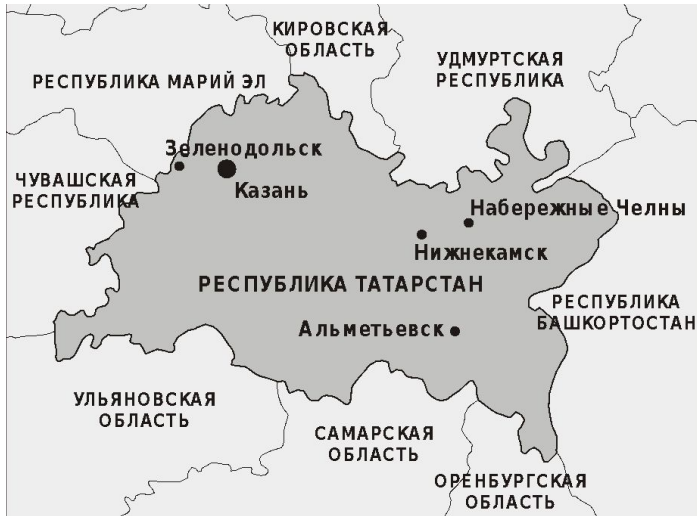 КИРОВСКАЯ
ОБЛАСТЬ
УДМУРТСКАЯ
РЕСПУБЛИКА
РЕСПУБЛИКА МАРИЙ ЭЛ
Зеленодольск
ЧУВАШСКАЯ
РЕСПУБЛИКА
Казань
Набережные Челны
Нижнекамск
РЕСПУБЛИКА ТАТАРСТАН
РЕСПУБЛИКА
БАШКОРТОСТАН
Альметьевск
УЛЬЯНОВСКАЯ
ОБЛАСТЬ
САМАРСКАЯ
ОБЛАСТЬ
ОРЕНБУРГСКАЯ
ОБЛАСТЬ